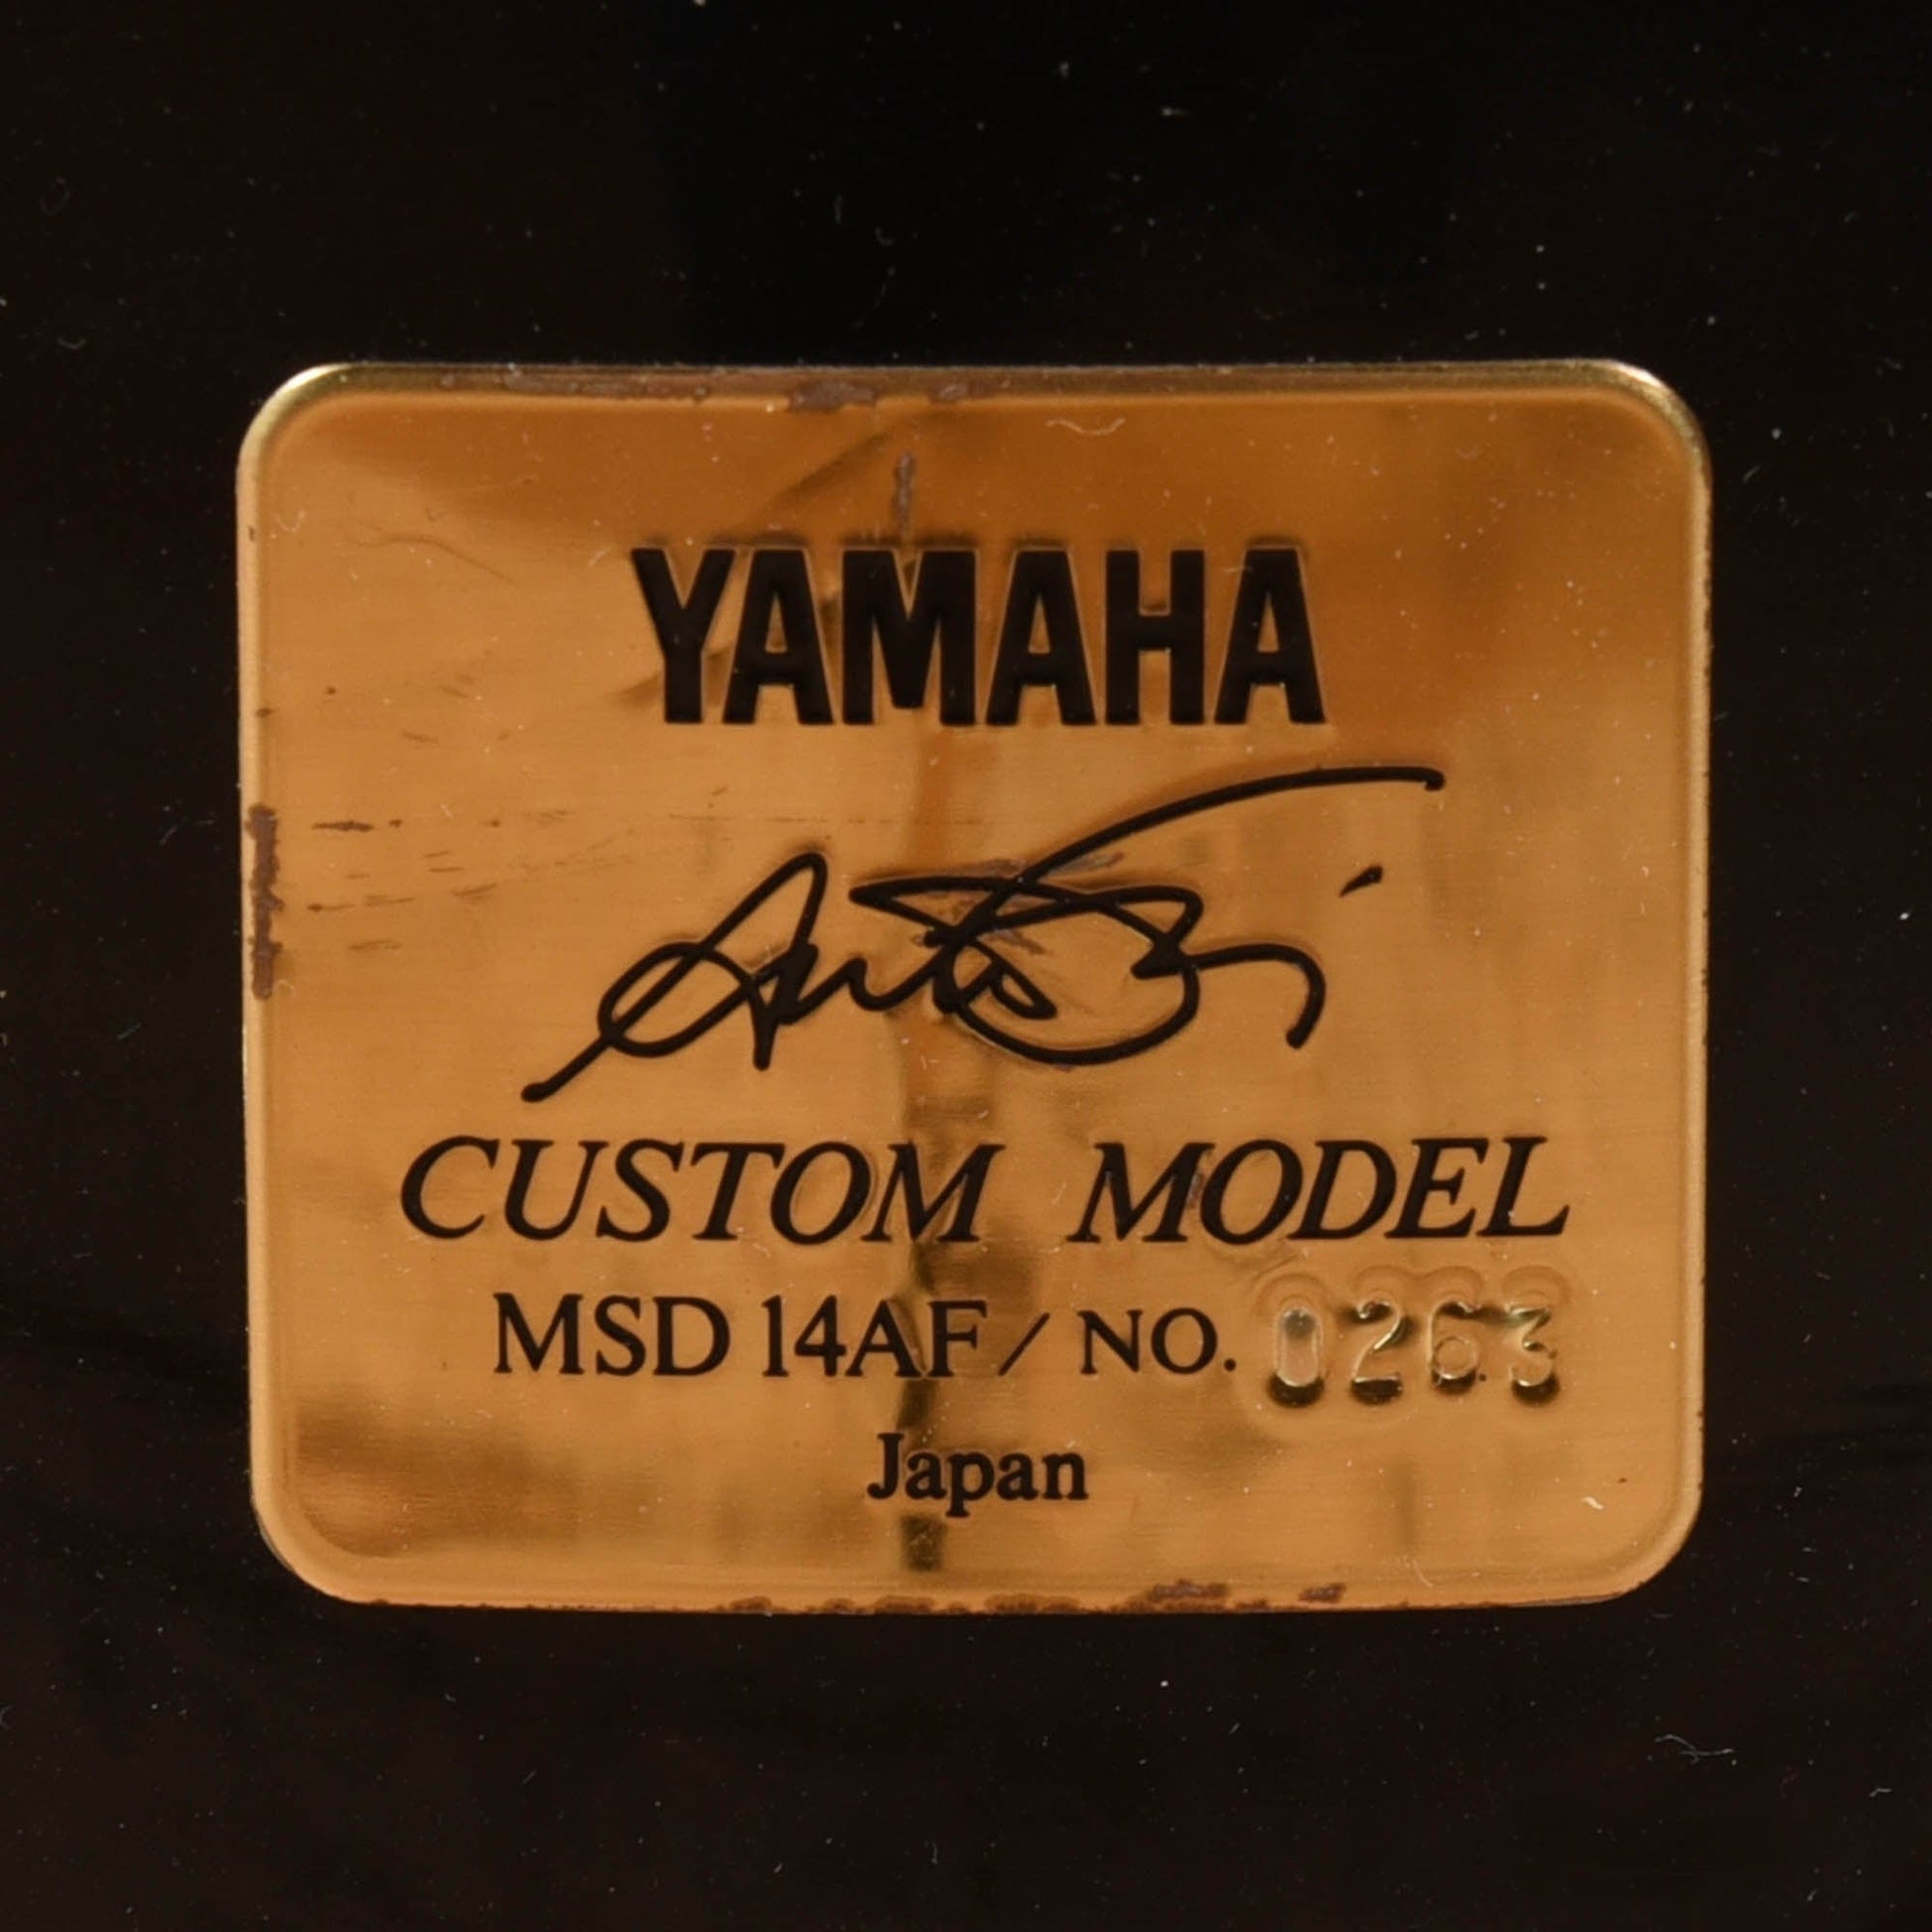 YAMAHA
CUSTOM MODEL
MSD 14AF / NO. 0263
Japan